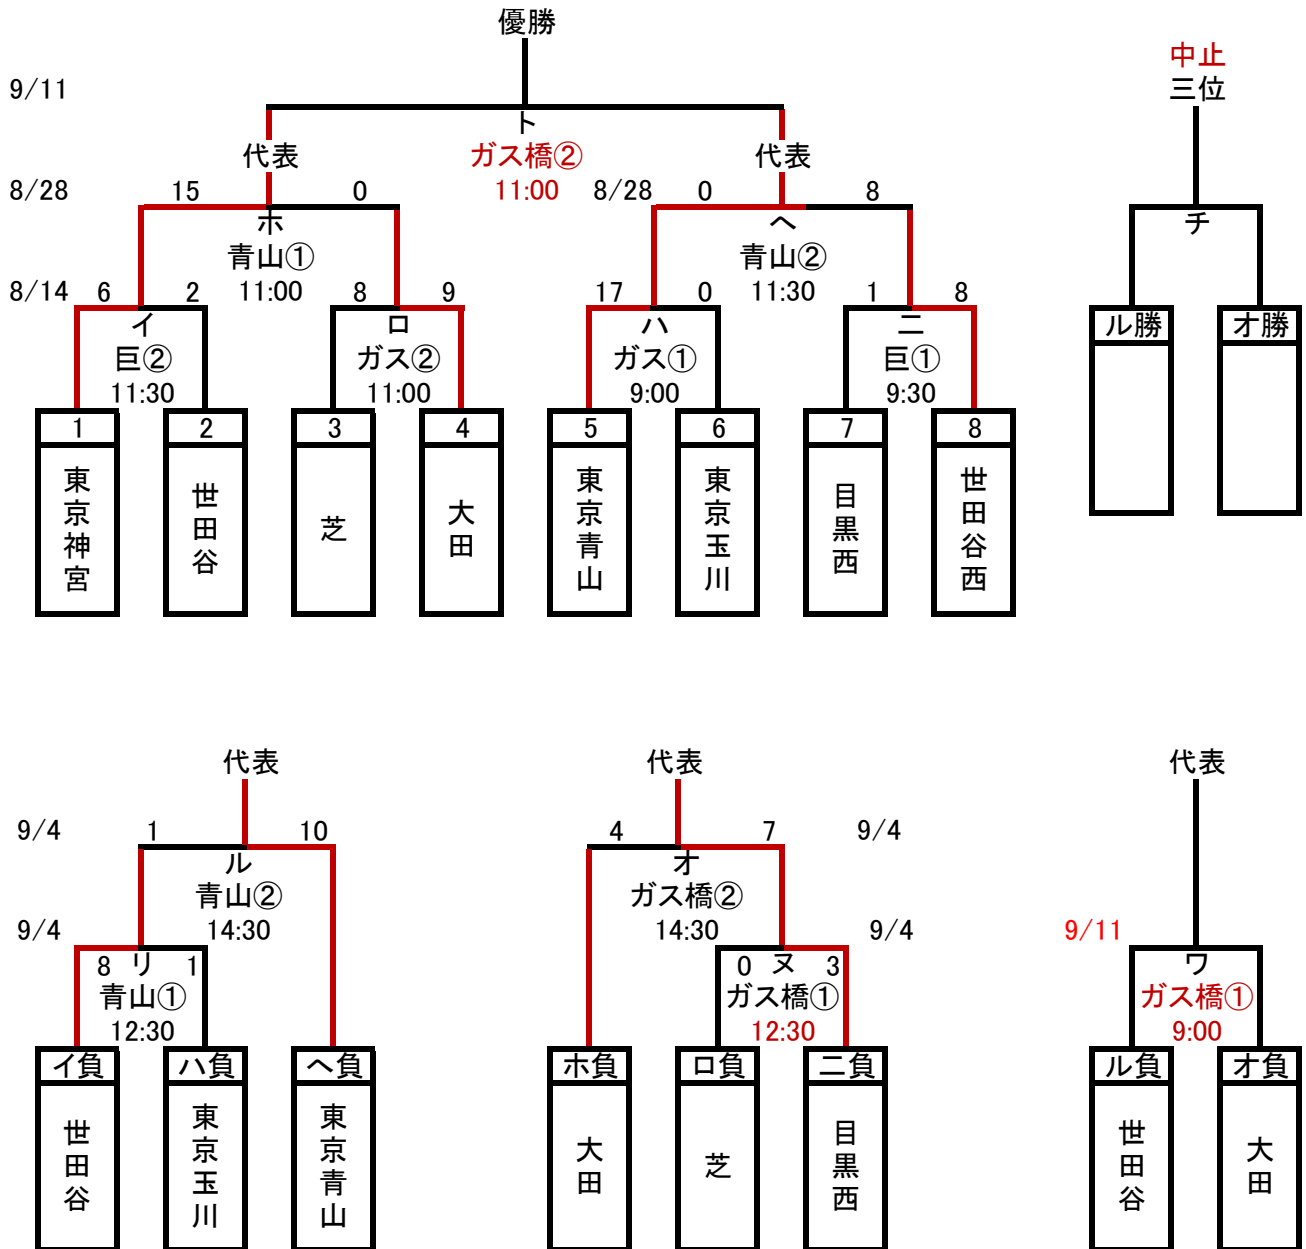 優勝
中止
9/11
三位
ト
代表
ガス橋②
代表
8/28
15
0
11:00
8/28
0
8
ホ
ヘ
チ
青山①
青山②
8/14
6
2
11:00
8
9
17
0
11:30
1
8
イ
ロ
ハ
ニ
ル勝
オ勝
巨②
ガス②
ガス①
巨①
11:30
11:00
9:00
9:30
1
2
3
4
5
6
7
8
東京神宮
世田谷
芝
大田
東京青山
東京玉川
目黒西
世田谷西
代表
代表
代表
9/4
1
10
4
7
9/4
ル
オ
青山②
ガス橋②
9/4
14:30
14:30
9/4
9/11
8
リ
1
0
ヌ
3
ワ
青山①
ガス橋①
ガス橋①
12:30
12:30
9:00
イ負
ハ負
ヘ負
ホ負
ロ負
ニ負
ル負
オ負
世田谷
東京玉川
東京青山
大田
芝
目黒西
世田谷
大田